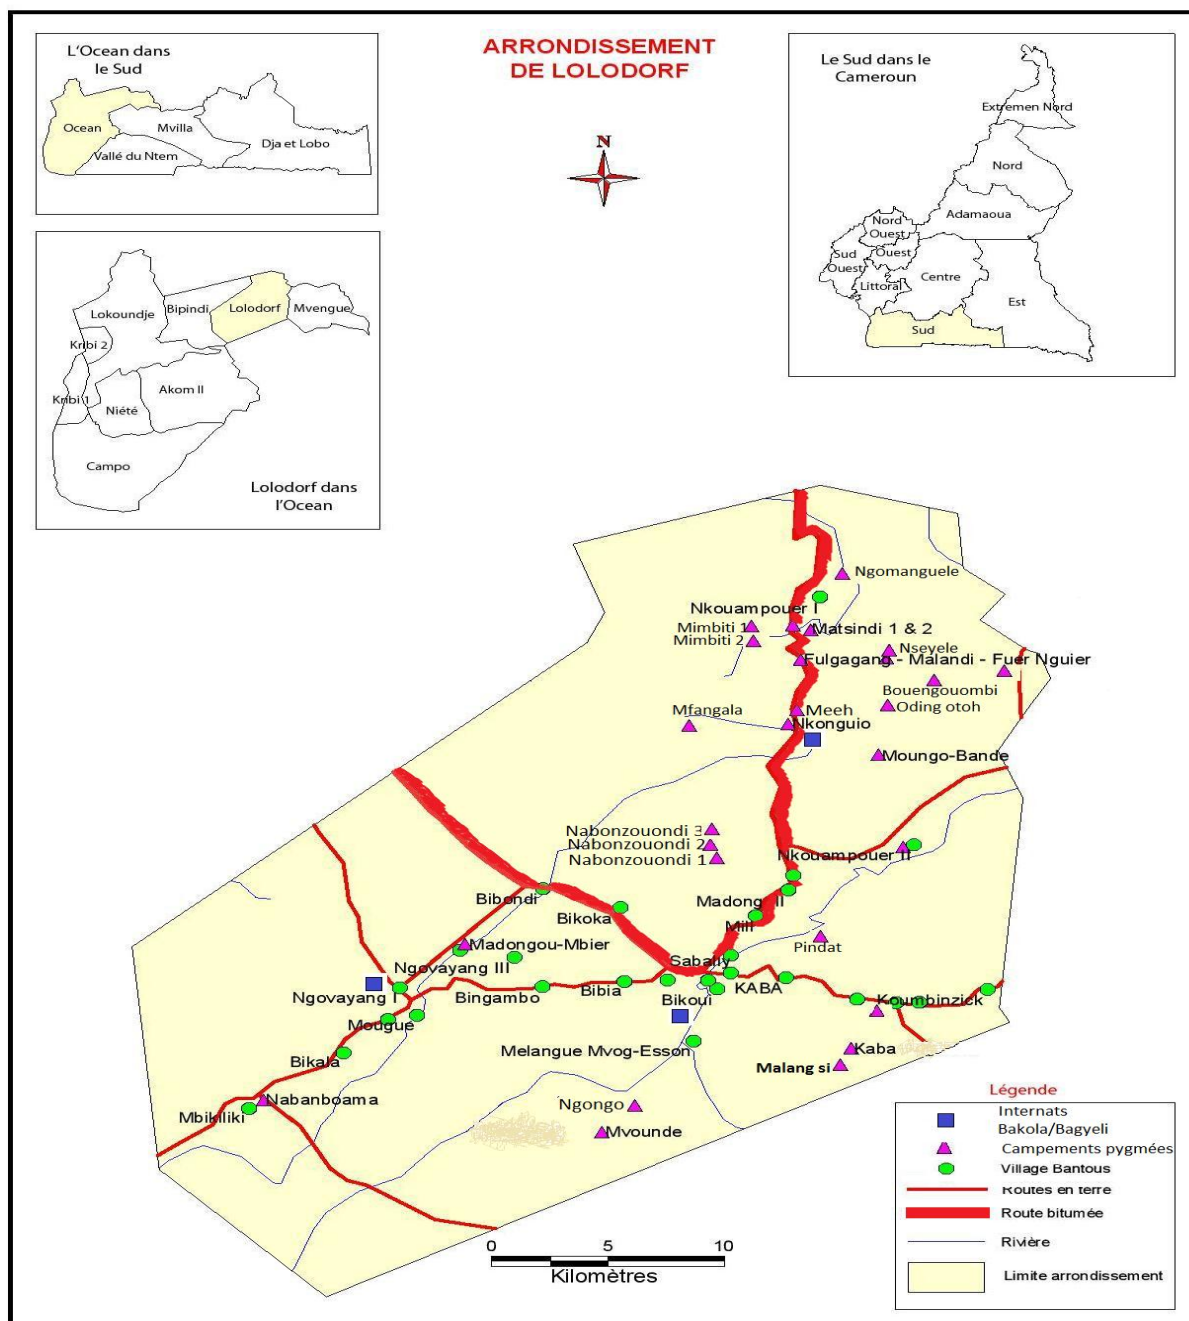 ARRONDISSEMENT
DE LOLODORF
L'Ocean dans
le Sud
Ocean
Mvilla
Vallé du Ntem
Dja et Lobo
N
Le Sud dans le
Cameroun
Extremen Nord
Nord
Adamaoua
Nord
Ouest
Ouest
Sud
Ouest
Littoral
Centre
Est
Sud
Lokoundje
Bipindi
Lolodorf
Mvengue
Kribi 2
Kribi 1
Niété
Akom II
Campo
Lolodorf dans
l'Ocean
Ngomanguele
Nkouampouer I
Mimbiti 1
Matsindi 1 & 2
Mimbiti 2
Nseyele
Fulgagang - Malandi - Fuer Nguier
Bouengouombi
Mfangala
Meeh
Oding otoh
Nkonguio
Moungo-Bande
Nabonzouondi 3
Nabonzouondi 2
Nabonzouondi 1
Nkouampouer II
Bibondi
Bikoka
Madong II
Mill
Madongou-Mbier
Pindat
Sabally
Ngovayang III
Ngovayang I
Bingambo
Bibia
Bikoui
KABA
Koumbinzick
Mougue
Bikala
Melangue Mvog-Esson
Kaba
Malang si
Nabanboama
Mbikiliki
Ngongo
Mvounde
0 5 10
Kilomètres
Légende
Internats
Bakola/Bagyeli
Campements pygmées
Village Bantous
Routes en terre
Route bitumée
Rivière
Limite arrondissement